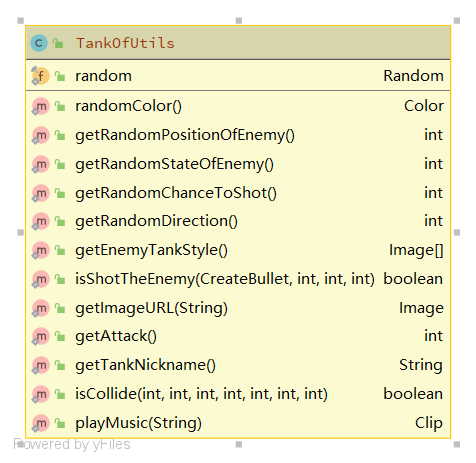 TankOfUtils
random Random
randomColor() Color
getRandomPositionOfEnemy() int
getRandomStateOfEnemy() int
getRandomChanceToShot() int
getRandomDirection() int
getEnemyTankStyle() Image[]
isShotTheEnemy(CreateBullet, int, int, int) boolean
getImageURL(String) Image
getAttack() int
getTankNickname() String
isCollide(int, int, int, int, int, int) boolean
playMusic(String) Clip
Powered by yFiles